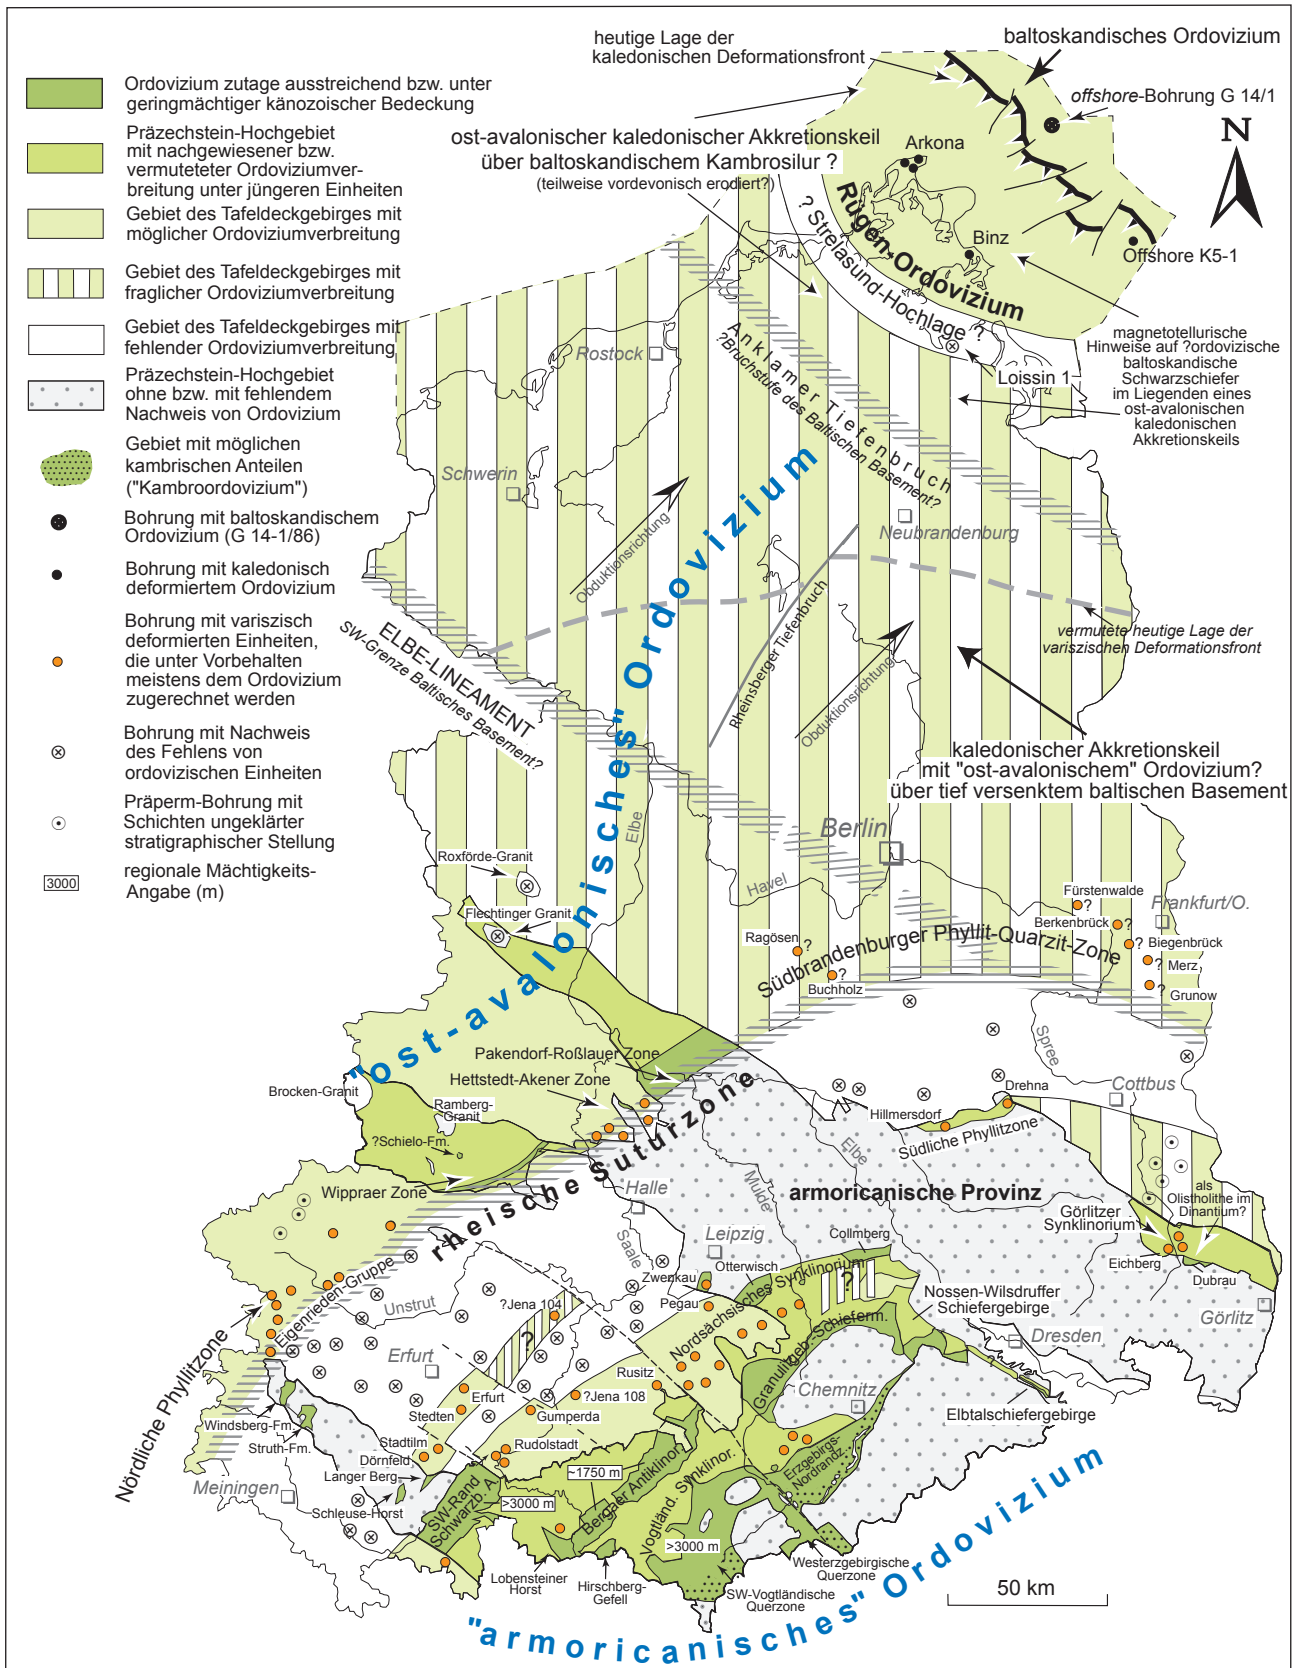 Ordovizium zutage ausstreichend bzw. unter
geringmächtiger känozoischer Bedeckung
Präzechstein-Hochgebiet
mit nachgewiesener bzw.
vermuteteter Ordoviziumver-
breitung unter jüngeren Einheiten
Gebiet des Tafeldeckgebirges mit
möglicher Ordoviziumverbreitung
Gebiet des Tafeldeckgebirges mit
fraglicher Ordoviziumverbreitung
Gebiet des Tafeldeckgebirges mit
fehlender Ordoviziumverbreitung
Präzechstein-Hochgebiet
ohne bzw. mit fehlendem
Nachweis von Ordovizium
Gebiet mit möglichen
kambrischen Anteilen
("Kambroordovizium")
Bohrung mit baltoskandischem
Ordovizium (G 14-1/86)
Bohrung mit kaledonisch
deformiertem Ordovizium
Bohrung mit variszisch
deformierten Einheiten,
die unter Vorbehalten
meistens dem Ordovizium
zugerechnet werden
Bohrung mit Nachweis
des Fehlens von
ordovizischen Einheiten
Präperm-Bohrung mit
Schichten ungeklärter
stratigraphischer Stellung
3000
regionale Mächtigkeits-
Angabe (m)
heutige Lage der
kaledonischen Deformationsfront
baltoskandisches Ordovizium
offshore-Bohrung G 14/1
N
ost-avalonischer kaledonischer Akkretionskeil
über baltoskandischem Kambrosilur ?
(teilweise vordevonisch erodiert?)
Arkona
Rügen-Ordovizium
Binz
Offshore K5-1
? Strelasund-Hochlage ?
Loissin 1
magnetotellurische
Hinweise auf ?ordovizische
baltoskandische
Schwarzschiefer
im Liegenden eines
ost-avalonischen
kaledonischen
Akkretionskeils
Rostock
Anklamer Tiefenbruch
?Bruchstufe des Baltischen Basement?
Schwerin
Neubrandenburg
Obduktionsrichtung
Rheinsberger Tiefenbruch
Obduktionsrichtung
vermutete heutige Lage der
variszischen Deformationsfront
ELBE-LINEAMENT
SW-Grenze Baltisches Basement?
"ost-avalonisches" Ordovizium
kaledonischer Akkretionskeil
mit "ost-avalonischem" Ordovizium?
über tief versenktem baltischen Basement
Elbe
Berlin
Havel
Roxförde-Granit
Flechtinger Granit
Fürstenwalde
?
Frankfurt/O.
Berkenbrück
?
? Biegenbrück
? Merz
? Grunow
Ragösen
?
Buchholz
?
Südbrandenburger Phyllit-Quarzit-Zone
Spree
Cottbus
Pakendorf-Roßlauer Zone
Hettstedt-Akener Zone
Brocken-Granit
Ramberg-
Granit
?Schielo-Fm.
Wippraer Zone
rheische Suturzone
Drehna
Hillmersdorf
Südliche Phyllitzone
Elbe
Mulde
armoricanische Provinz
Halle
Saale
Leipzig
Collmberg
als
Olistholithe im
Dinantium?
Görlitzer
Synklinorium
Eichberg
Dubrau
Görlitz
Otterwisch
Zwenkau
Pegau
Nordsächsisches Synklinorium
?
Nossen-Wilsdruffer
Schiefergebirge
Dresden
Granulitgeb.-Schieferm.
Chemnitz
Elbtalschiefergebirge
Eigenrieden-Gruppe
Unstrut
?Jena 104
?
Nördliche Phyllitzone
Erfurt
Rusitz
Erfurt
?Jena 108
Stedten
Gumperda
Windsberg-Fm.
Struth-Fm.
Stadtilm
Rudolstadt
Dörnfeld
Langer Berg
Meiningen
Schleuse-Horst
SW-Rand
Schwarzb. A.
~1750 m
>3000 m
Bergaer Antiklinor.
Vogtländ. Synklinor.
>3000 m
Erzgebirgs-
Nordrandz.
Lobensteiner
Horst
Hirschberg-
Gefell
SW-Vogtländische
Querzone
Westerzgebirgische
Querzone
50 km
"armoricanisches" Ordovizium